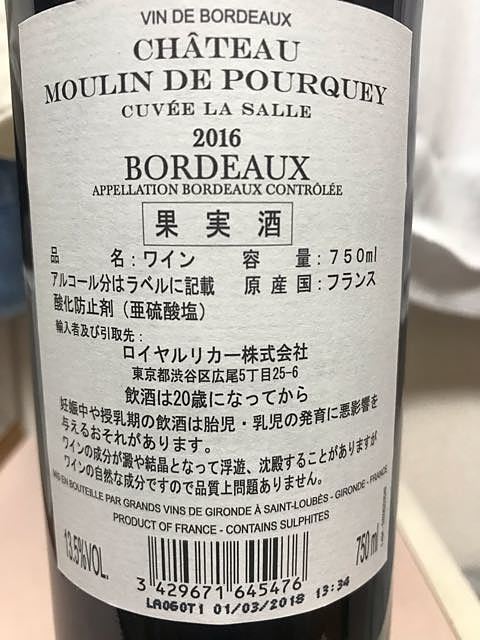 VIN DE BORDEAUX
CHÂTEAU
MOULIN DE POURQUEY
CUVÉE LA SALLE
2016
BORDEAUX
APPELLATION BORDEAUX CONTRÔLÉE
果実酒
品名：ワイン 容量：750ml
アルコール分はラベルに記載 原産国：フランス
酸化防止剤（亜硫酸塩）
輸入者及び引取先：
ロイヤルリカー株式会社
東京都渋谷区広尾5丁目25-6
飲酒は20歳になってから
妊娠中や授乳期の飲酒は胎児・乳児の発育に悪影響を
与えるおそれがあります。
ワインの成分が澱や結晶となって浮遊、沈殿することがありますが
ワインの自然な成分ですので品質上問題ありません。
MIS EN BOUTEILLE PAR GRANDS VINS DE GIRONDE À SAINT-LOUBÈS - GIRONDE - FRANCE
PRODUCT OF FRANCE - CONTAINS SULPHITES
13.5%VOL.
750 ml
3 429671 645476
LA060T1 01/03/2018 13:34